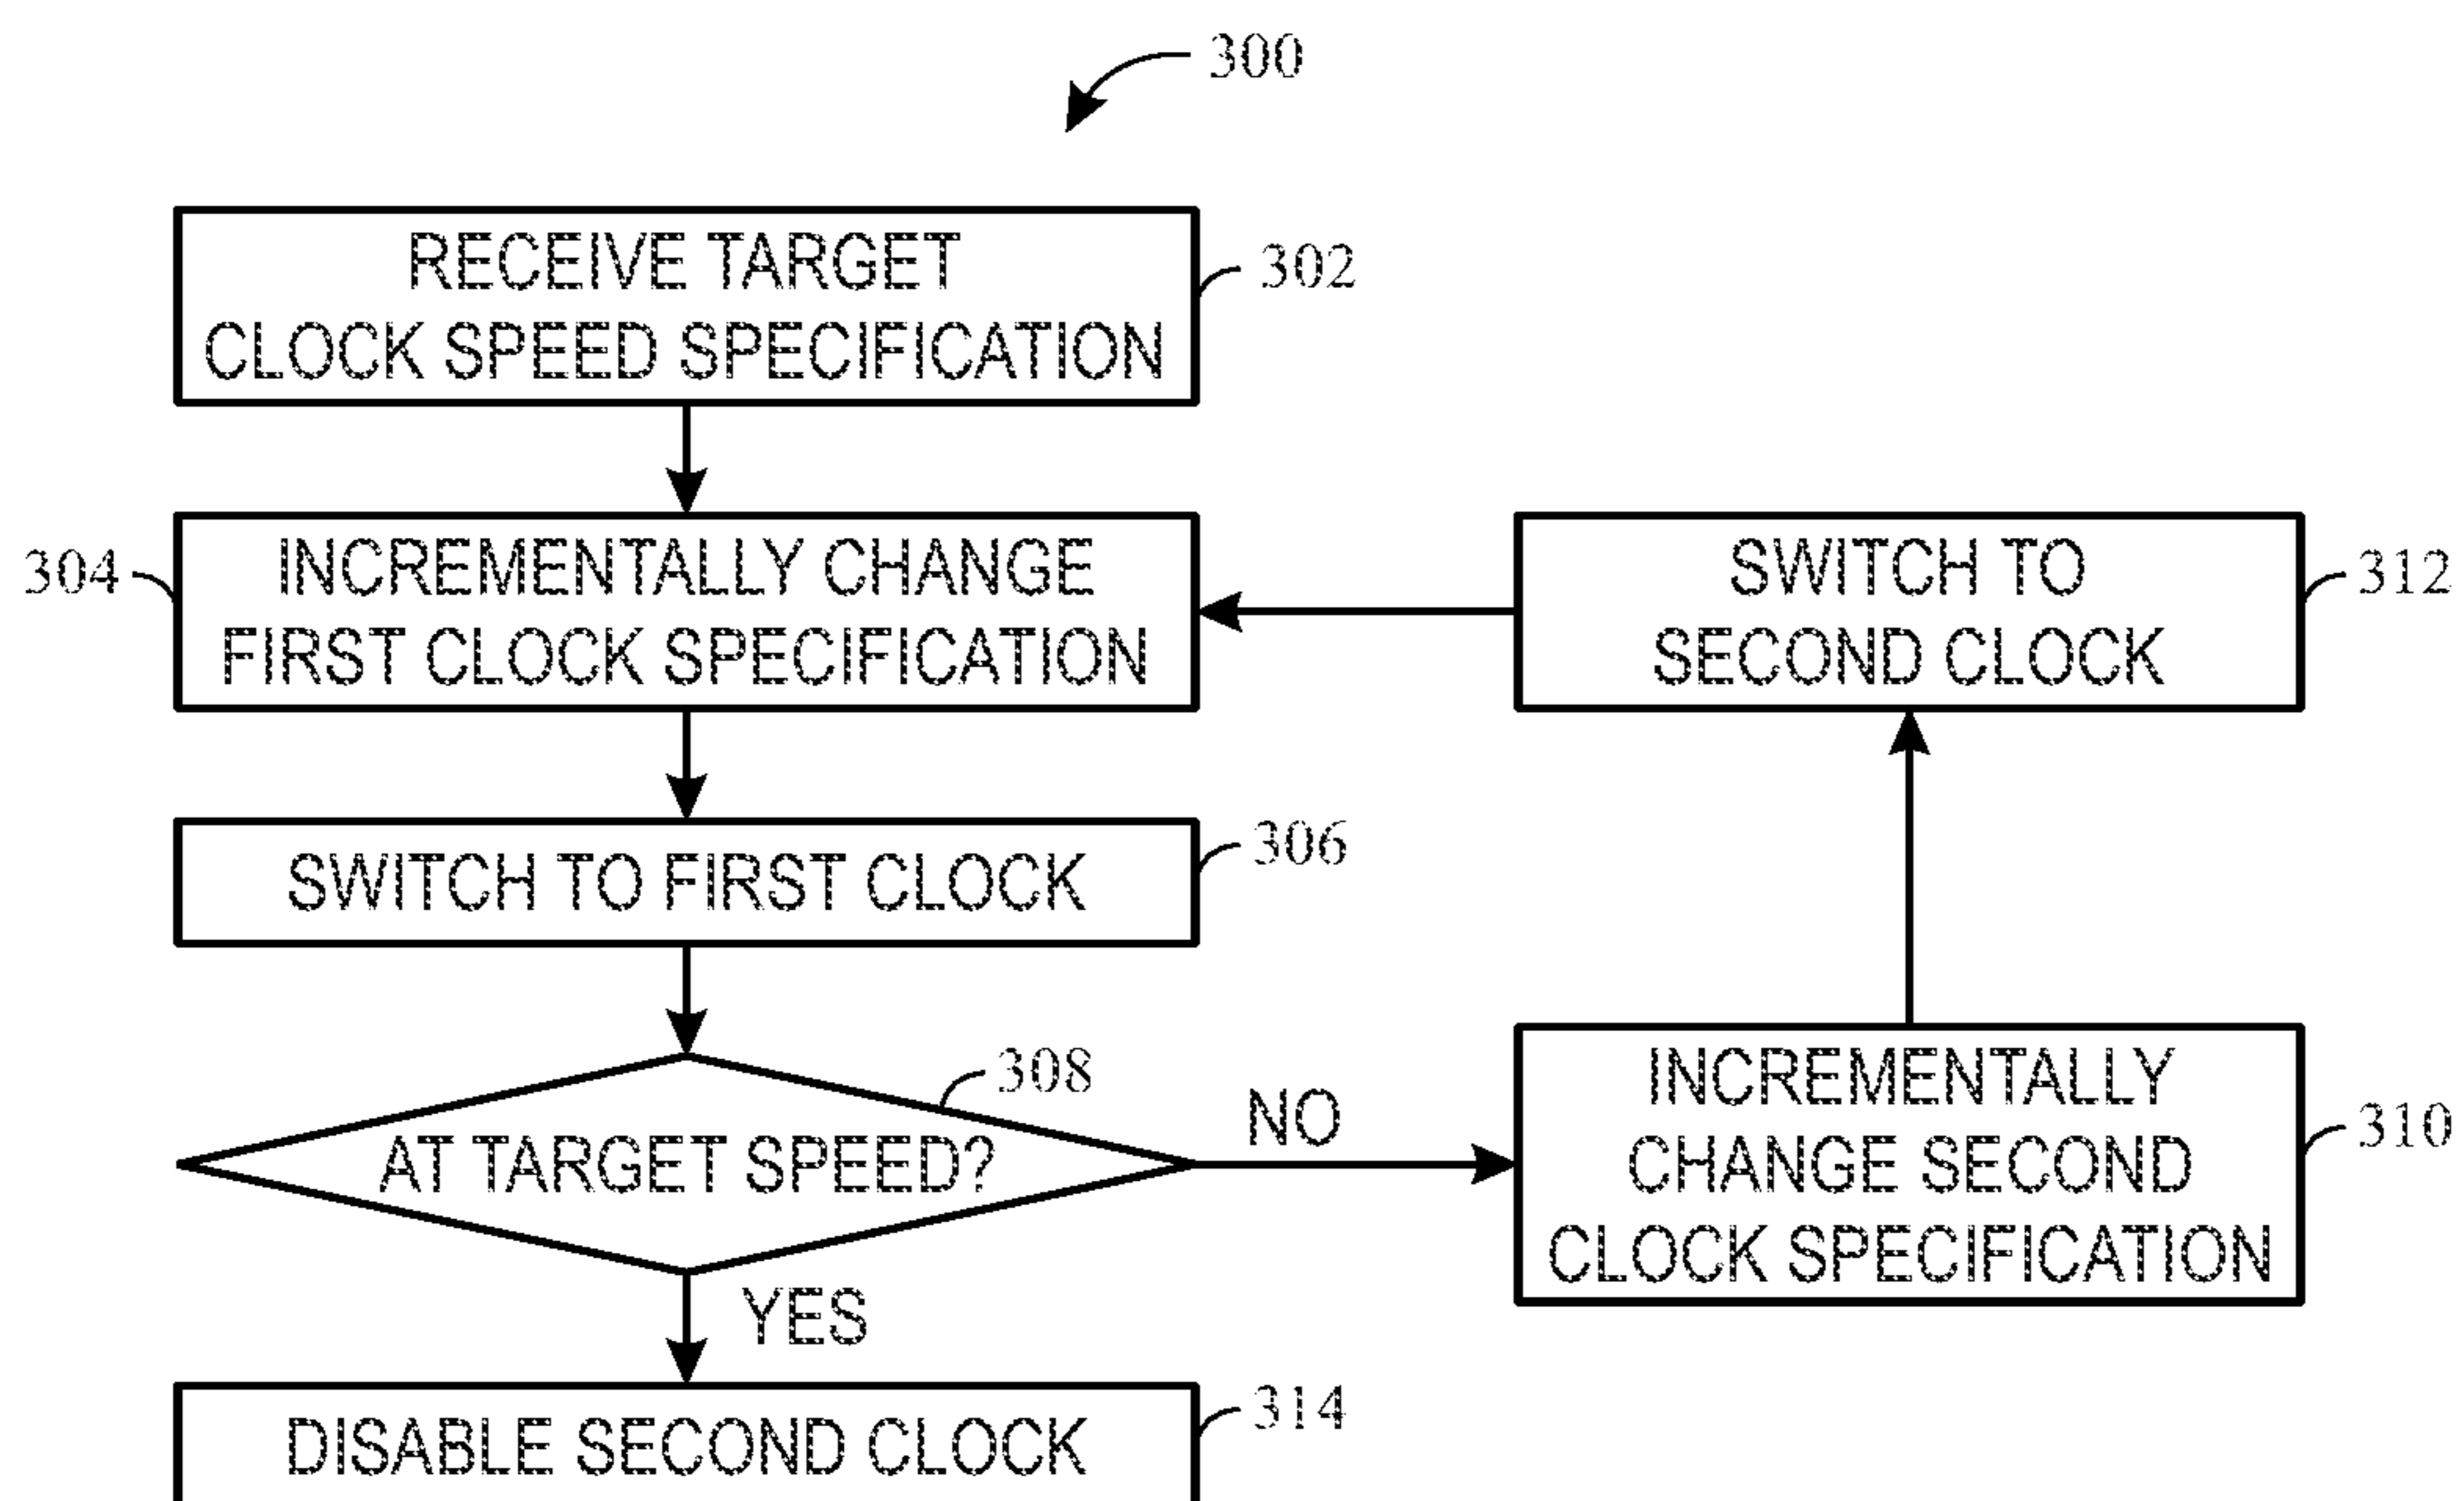 300
RECEIVE TARGET
CLOCK SPEED SPECIFICATION
302
304
INCREMENTALLY CHANGE
FIRST CLOCK SPECIFICATION
SWITCH TO
SECOND CLOCK
312
SWITCH TO FIRST CLOCK
306
AT TARGET SPEED?
308
NO
INCREMENTALLY
CHANGE SECOND
CLOCK SPECIFICATION
310
YES
DISABLE SECOND CLOCK
314